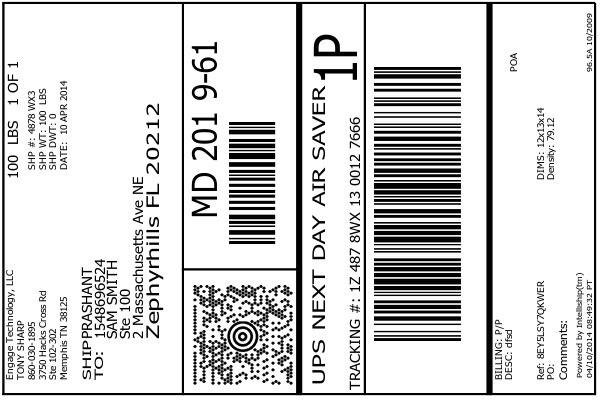 Engage Technology, LLC
TONY SHARP
860-030-1895
3750 Hacks Cross Rd
Ste 102-302
Memphis TN 38125
100 LBS 1 OF 1
SHP #: 4878 WX3
SHP WT: 100 LBS
SHP DWT: 0
DATE: 10 APR 2014
SHIP PRASHANT
TO: 1548696524
SAM SMITH
Ste 100
2 Massachusetts Ave NE
Zephyrhills FL 20212
MD 201 9-61
UPS NEXT DAY AIR SAVER 1P
TRACKING #: 1Z 487 8WX 13 0012 7666
BILLING: P/P
DESC: dfsd
POA
Ref: 8EY5LSY7QKWER
PO:
DIMS: 12x13x14
Density: 79.12
Comments:
Powered by Intelliship(tm)
04/10/2014 08:49:32 PT
96.5A 10/2009